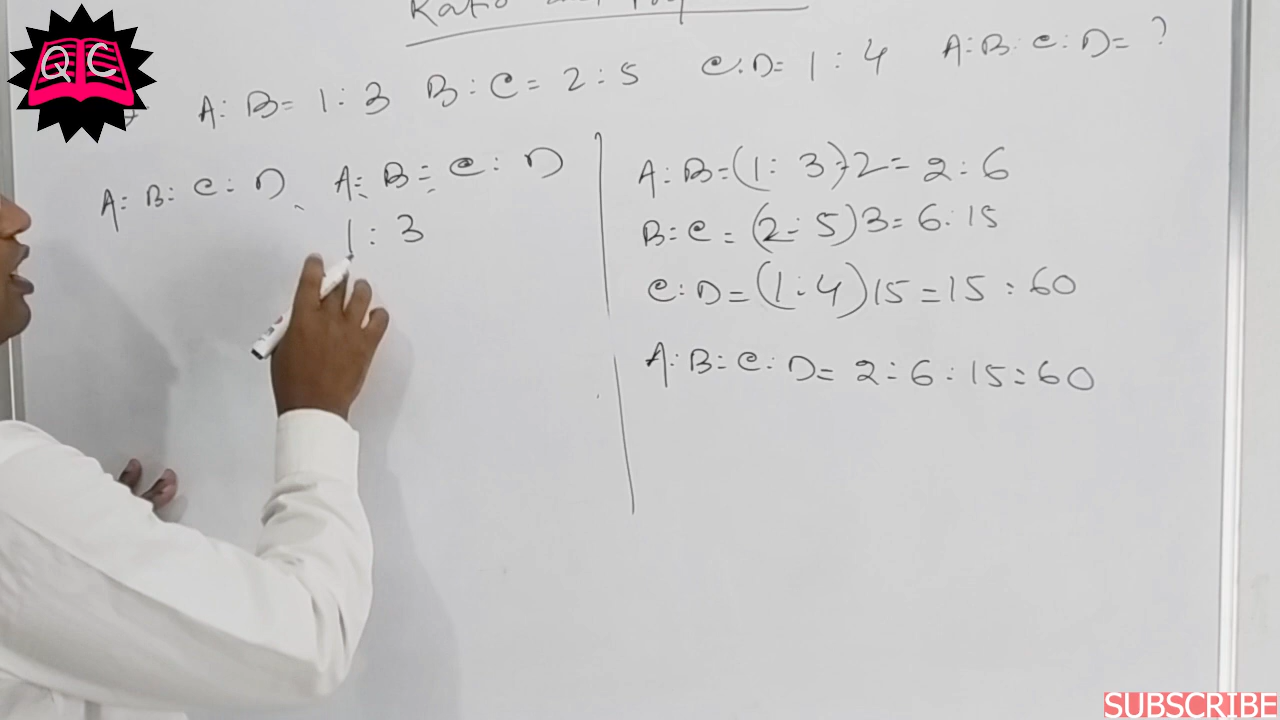 QC
Ratio
A: B= 1: 3 B: C= 2:5 C.D= 1: 4 A:B:C:D= ?
A: B: C: D A: B= C: D
1: 3
A:B=(1: 3)2= 2:6
B=C=(2: 5)3= 6:15
C:D=(1:4)15=15:60
A:B=C:D= 2:6:15:60
SUBSCRIBE